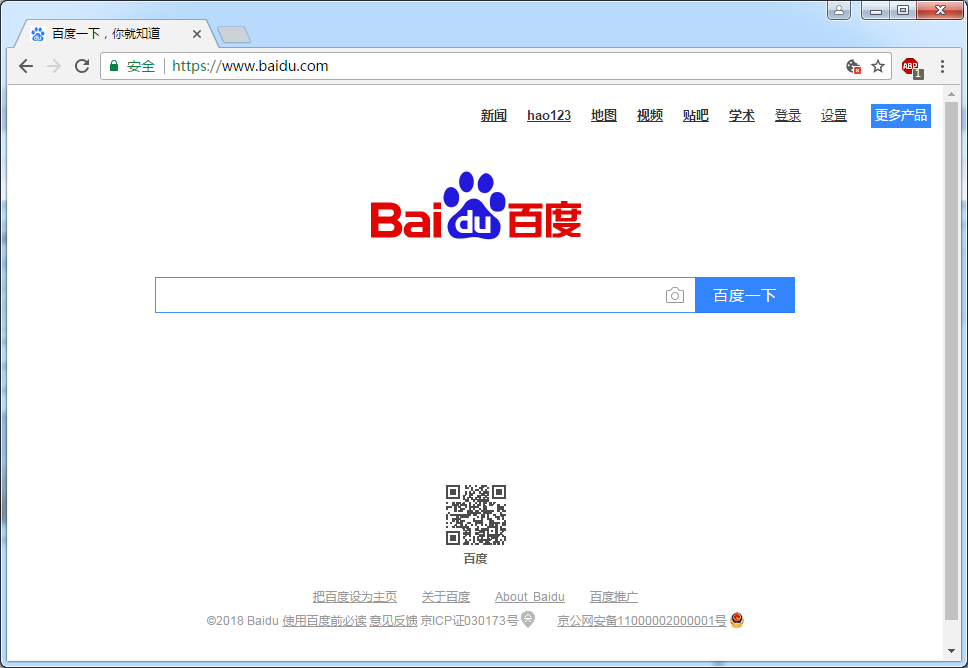 百度一下，你就知道
安全 https://www.baidu.com ABP 1
新闻 hao123 地图 视频 贴吧 学术 登录 设置 更多产品
Baidu百度
百度一下
百度
把百度设为主页 关于百度 About Baidu 百度推广
©2018 Baidu 使用百度前必读 意见反馈 京ICP证030173号 京公网安备11000002000001号